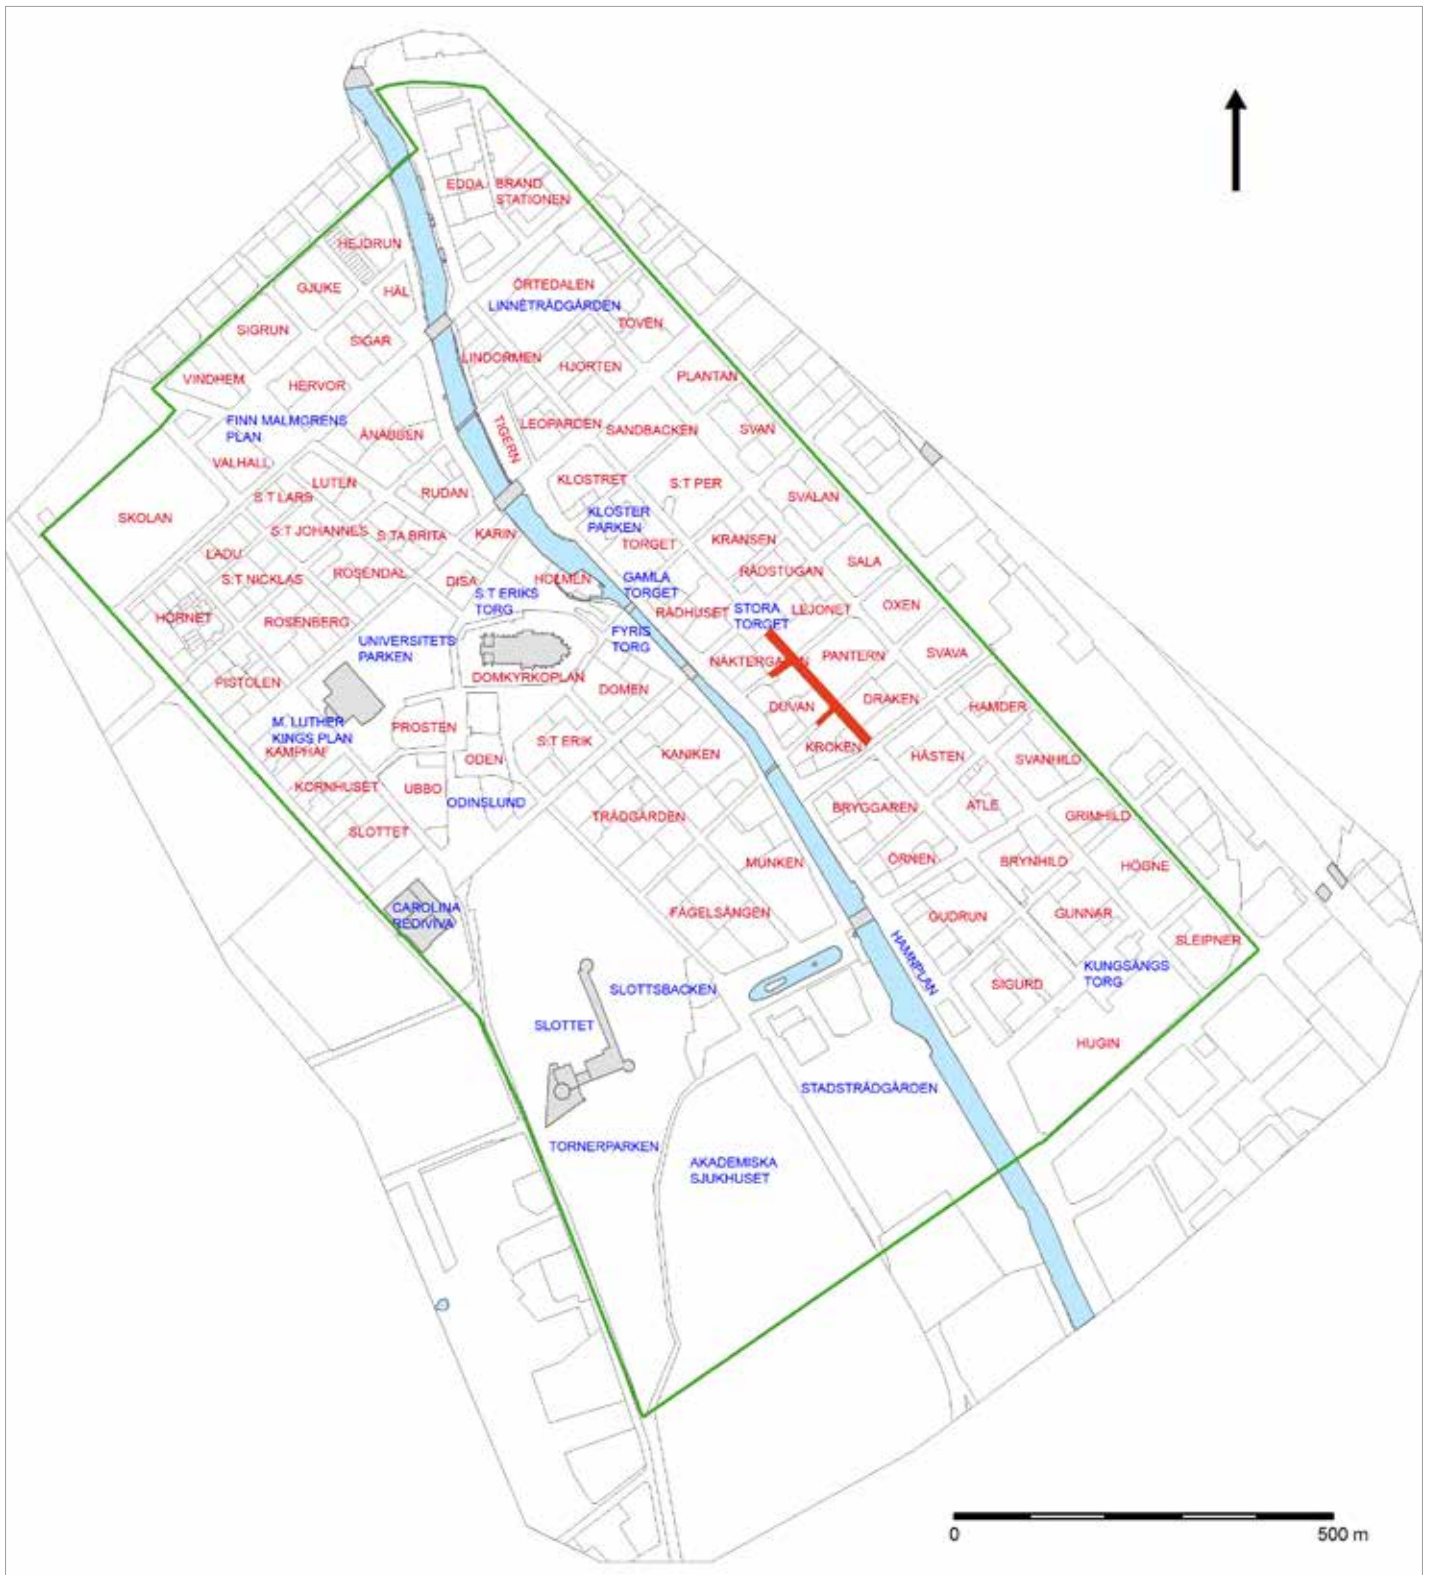 EDDA
BRAND
STATIONEN
HEJDRUN
GJUKE
HÄL
ÖRTEDALEN
LINNÉTRÄDGÅRDEN
TOVEN
SIGRUN
SIGAR
LINDORMEN
HJORTEN
PLANTAN
VINDHEM
HERVOR
FINN MALMGRENS
PLAN
ÅNABBEN
TIGERN
LEOPARDEN
SANDBACKEN
SVAN
VALHALL
LUTEN
S:T LARS
RUDAN
KLOSTRET
S:T PER
SVALAN
SKOLAN
S:T JOHANNES
S:TA BRITA
KARIN
KLOSTER
PARKEN
TORGET
KRANSEN
LADU
S:T NICKLAS
ROSENDAL
DISA
HOLMEN
GAMLA
TORGET
RÅDSTUGAN
SALA
S:T ERIKS
TORG
HORNET
ROSENBERG
RÅDHUSET
STORA
TORGET
LEJONET
OXEN
UNIVERSITETS
PARKEN
FYRIS
TORG
NÄKTERGALEN
PANTERN
SVAVA
PISTOLEN
DOMKYRKOPLAN
DOMEN
DUVAN
DRAKEN
HAMDER
M. LUTHER
KINGS PLAN
PROSTEN
S:T ERIK
KROKEN
KAMPHAF
ODEN
KANIKEN
HÄSTEN
SVANHILD
KORNHUSET
UBBO
ODINSLUND
TRÄDGÅRDEN
BRYGGAREN
ATLE
GRIMHILD
SLOTTET
MUNKEN
ÖRNEN
BRYNHILD
HÖGNE
CAROLINA
REDIVIVA
FÅGELSÅNGEN
GUDRUN
GUNNAR
SLEIPNER
HAMNPLAN
KUNGSÄNGS
TORG
SIGURD
SLOTTSBACKEN
SLOTTET
HUGIN
STADSTRÄDGÅRDEN
TORNERPARKEN
AKADEMISKA
SJUKHUSET
0 500 m